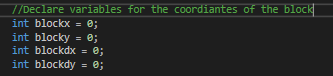 //Declare variables for the coordiantes of the block
int blockx = 0;
int blocky = 0;
int blockdx = 0;
int blockdy = 0;